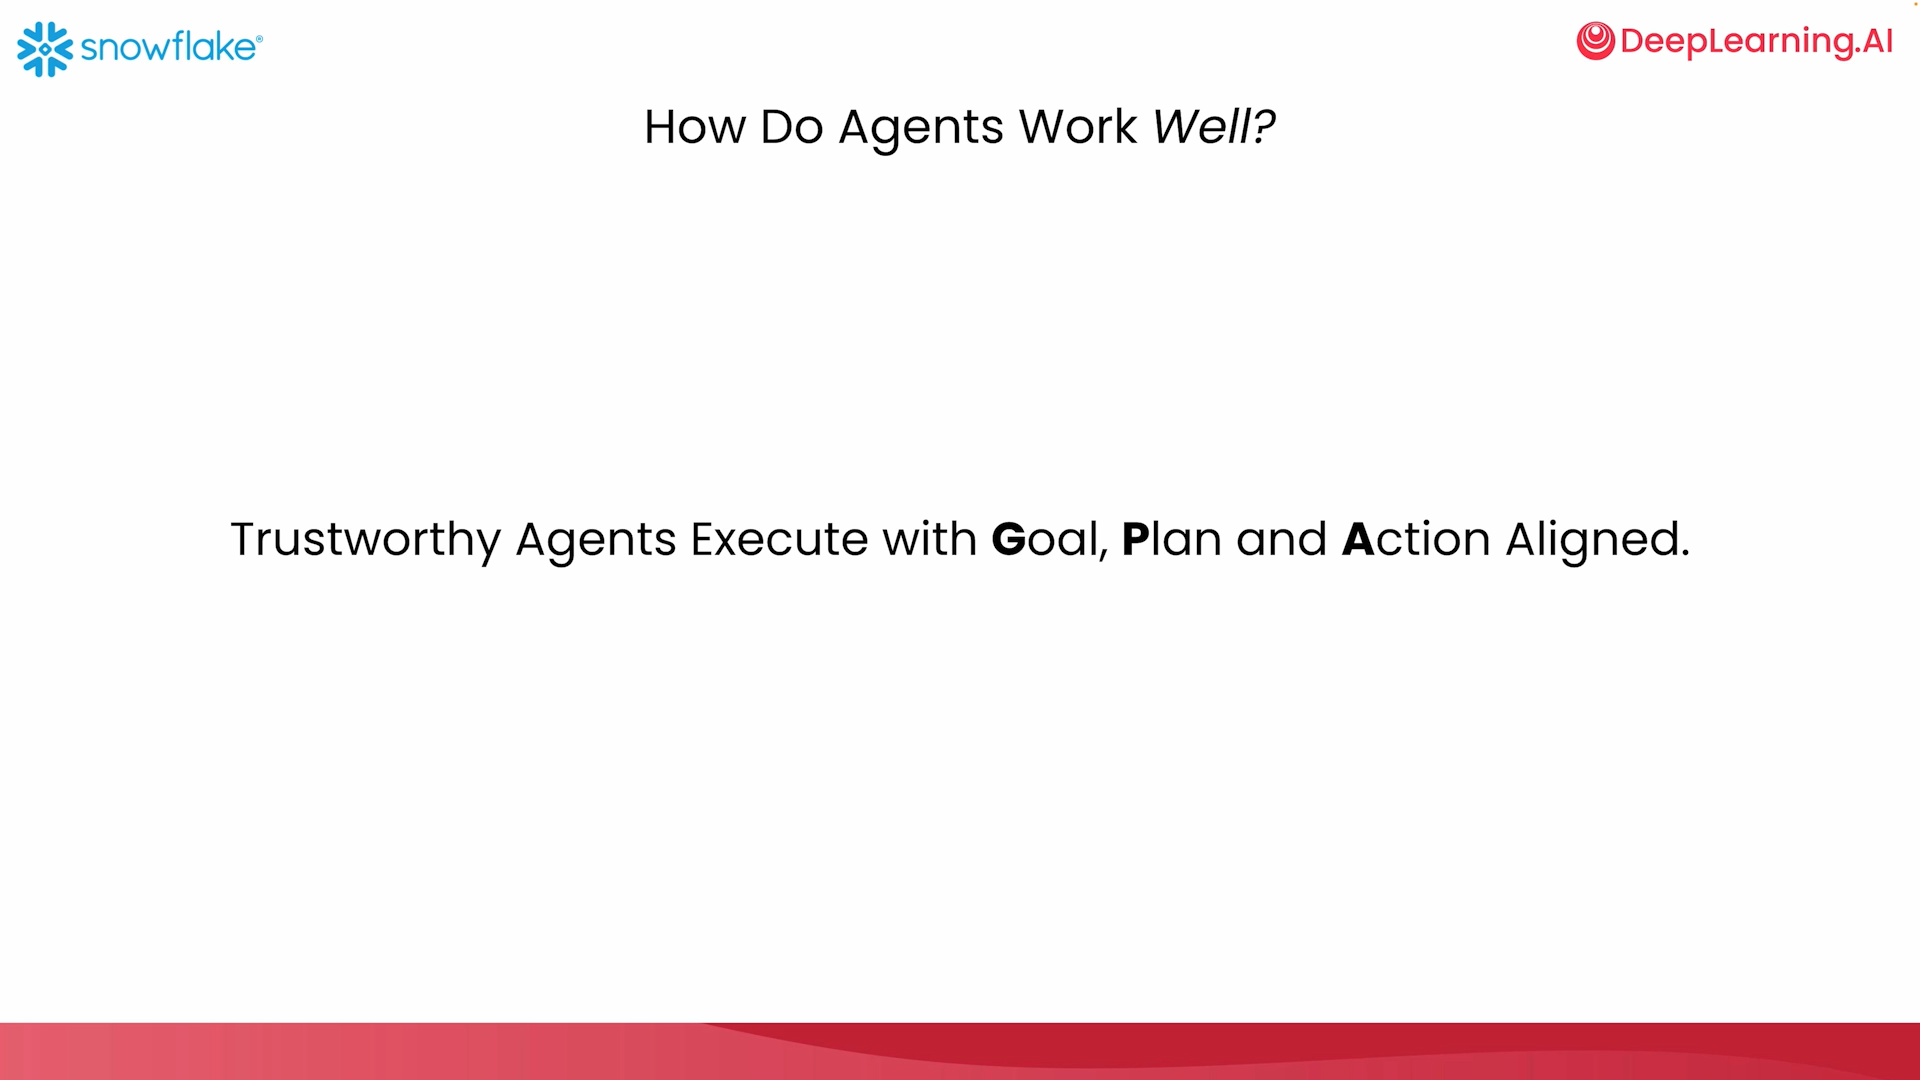 snowflake®
DeepLearning.AI
How Do Agents Work Well?
Trustworthy Agents Execute with Goal, Plan and Action Aligned.